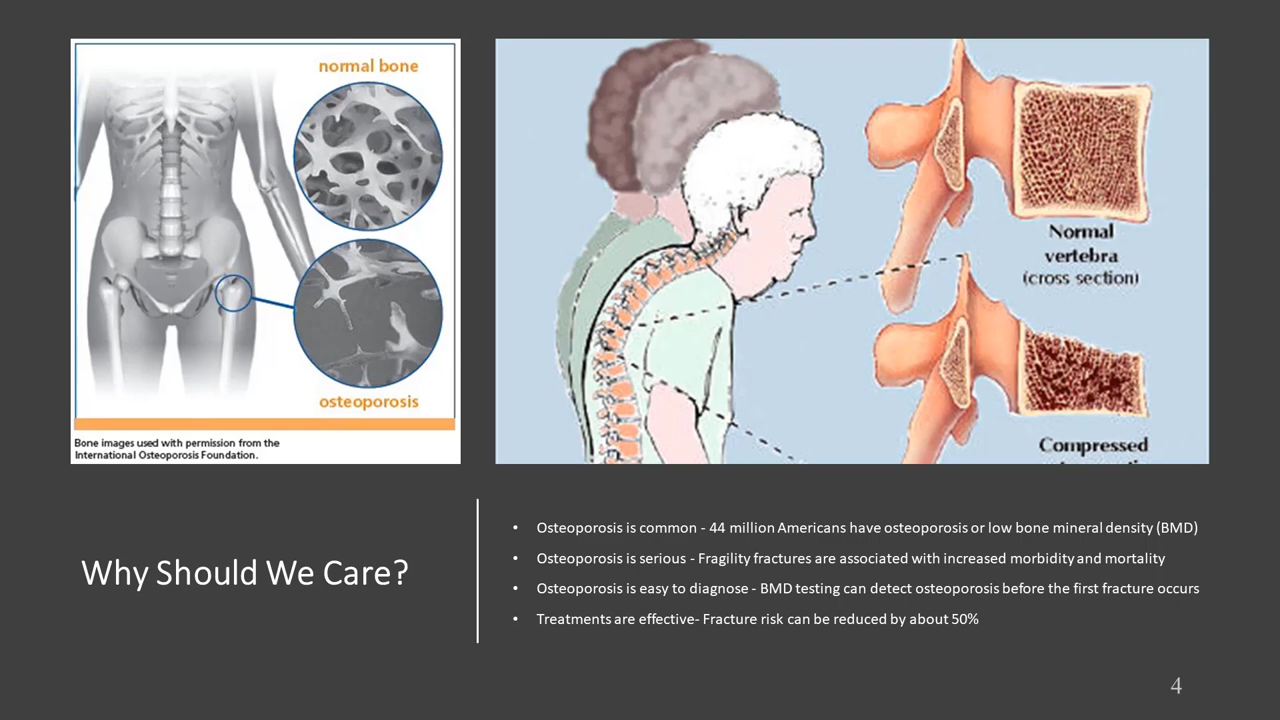 normal bone
osteoporosis
Bone images used with permission from the
International Osteoporosis Foundation.
Normal
vertebra
(cross section)
Compressed
Why Should We Care?
• Osteoporosis is common - 44 million Americans have osteoporosis or low bone mineral density (BMD)
• Osteoporosis is serious - Fragility fractures are associated with increased morbidity and mortality
• Osteoporosis is easy to diagnose - BMD testing can detect osteoporosis before the first fracture occurs
• Treatments are effective- Fracture risk can be reduced by about 50%
4